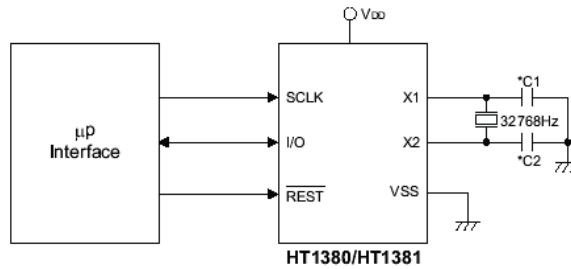 VDD
SCLK
X1
*C1
μp
Interface
32768Hz
I/O
X2
*C2
REST
VSS
HT1380/HT1381